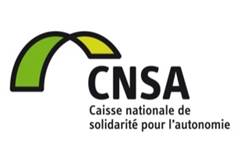 CNSA
Caisse nationale de
solidarité pour l'autonomie